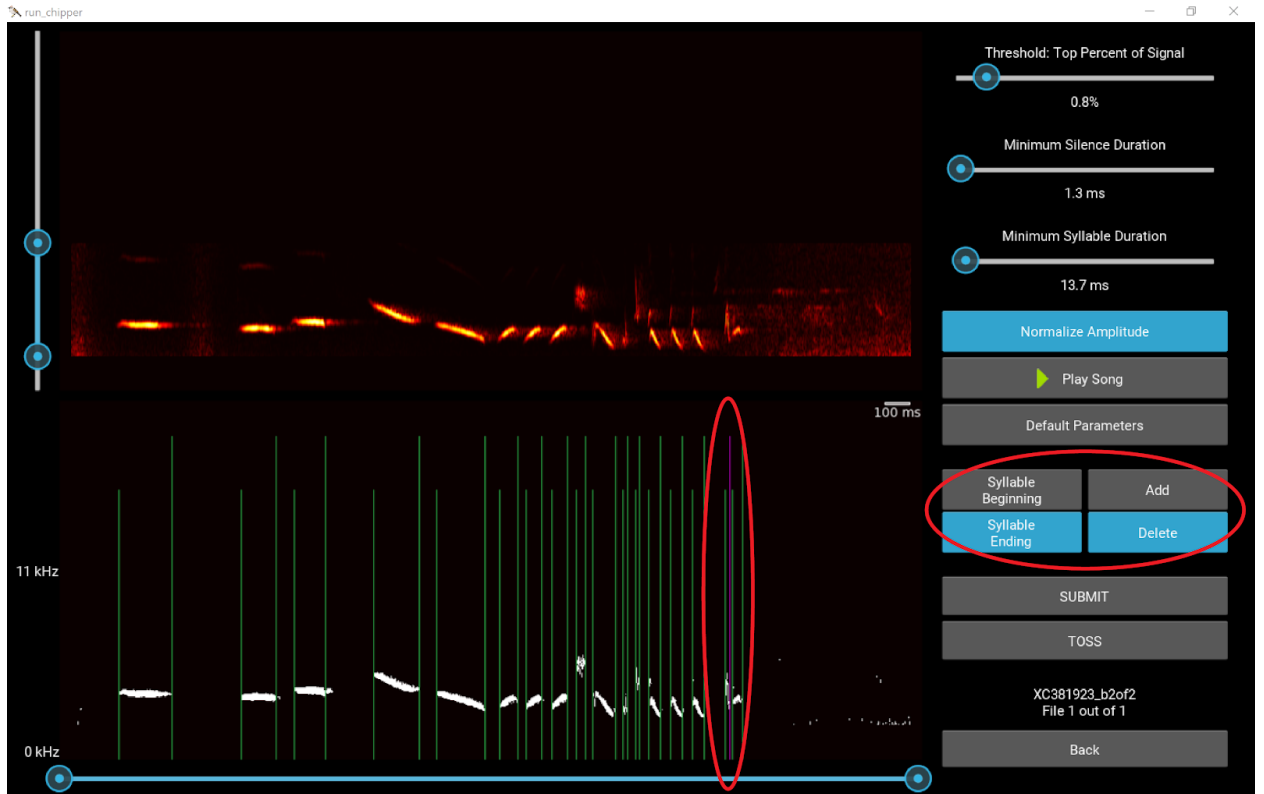 run_chipper
Threshold: Top Percent of Signal
0.8%
Minimum Silence Duration
1.3 ms
Minimum Syllable Duration
13.7 ms
Normalize Amplitude
Play Song
Default Parameters
100 ms
Syllable
Beginning
Add
Syllable
Ending
Delete
11 kHz
SUBMIT
TOSS
XC381923_b2of2
File 1 out of 1
0 kHz
Back